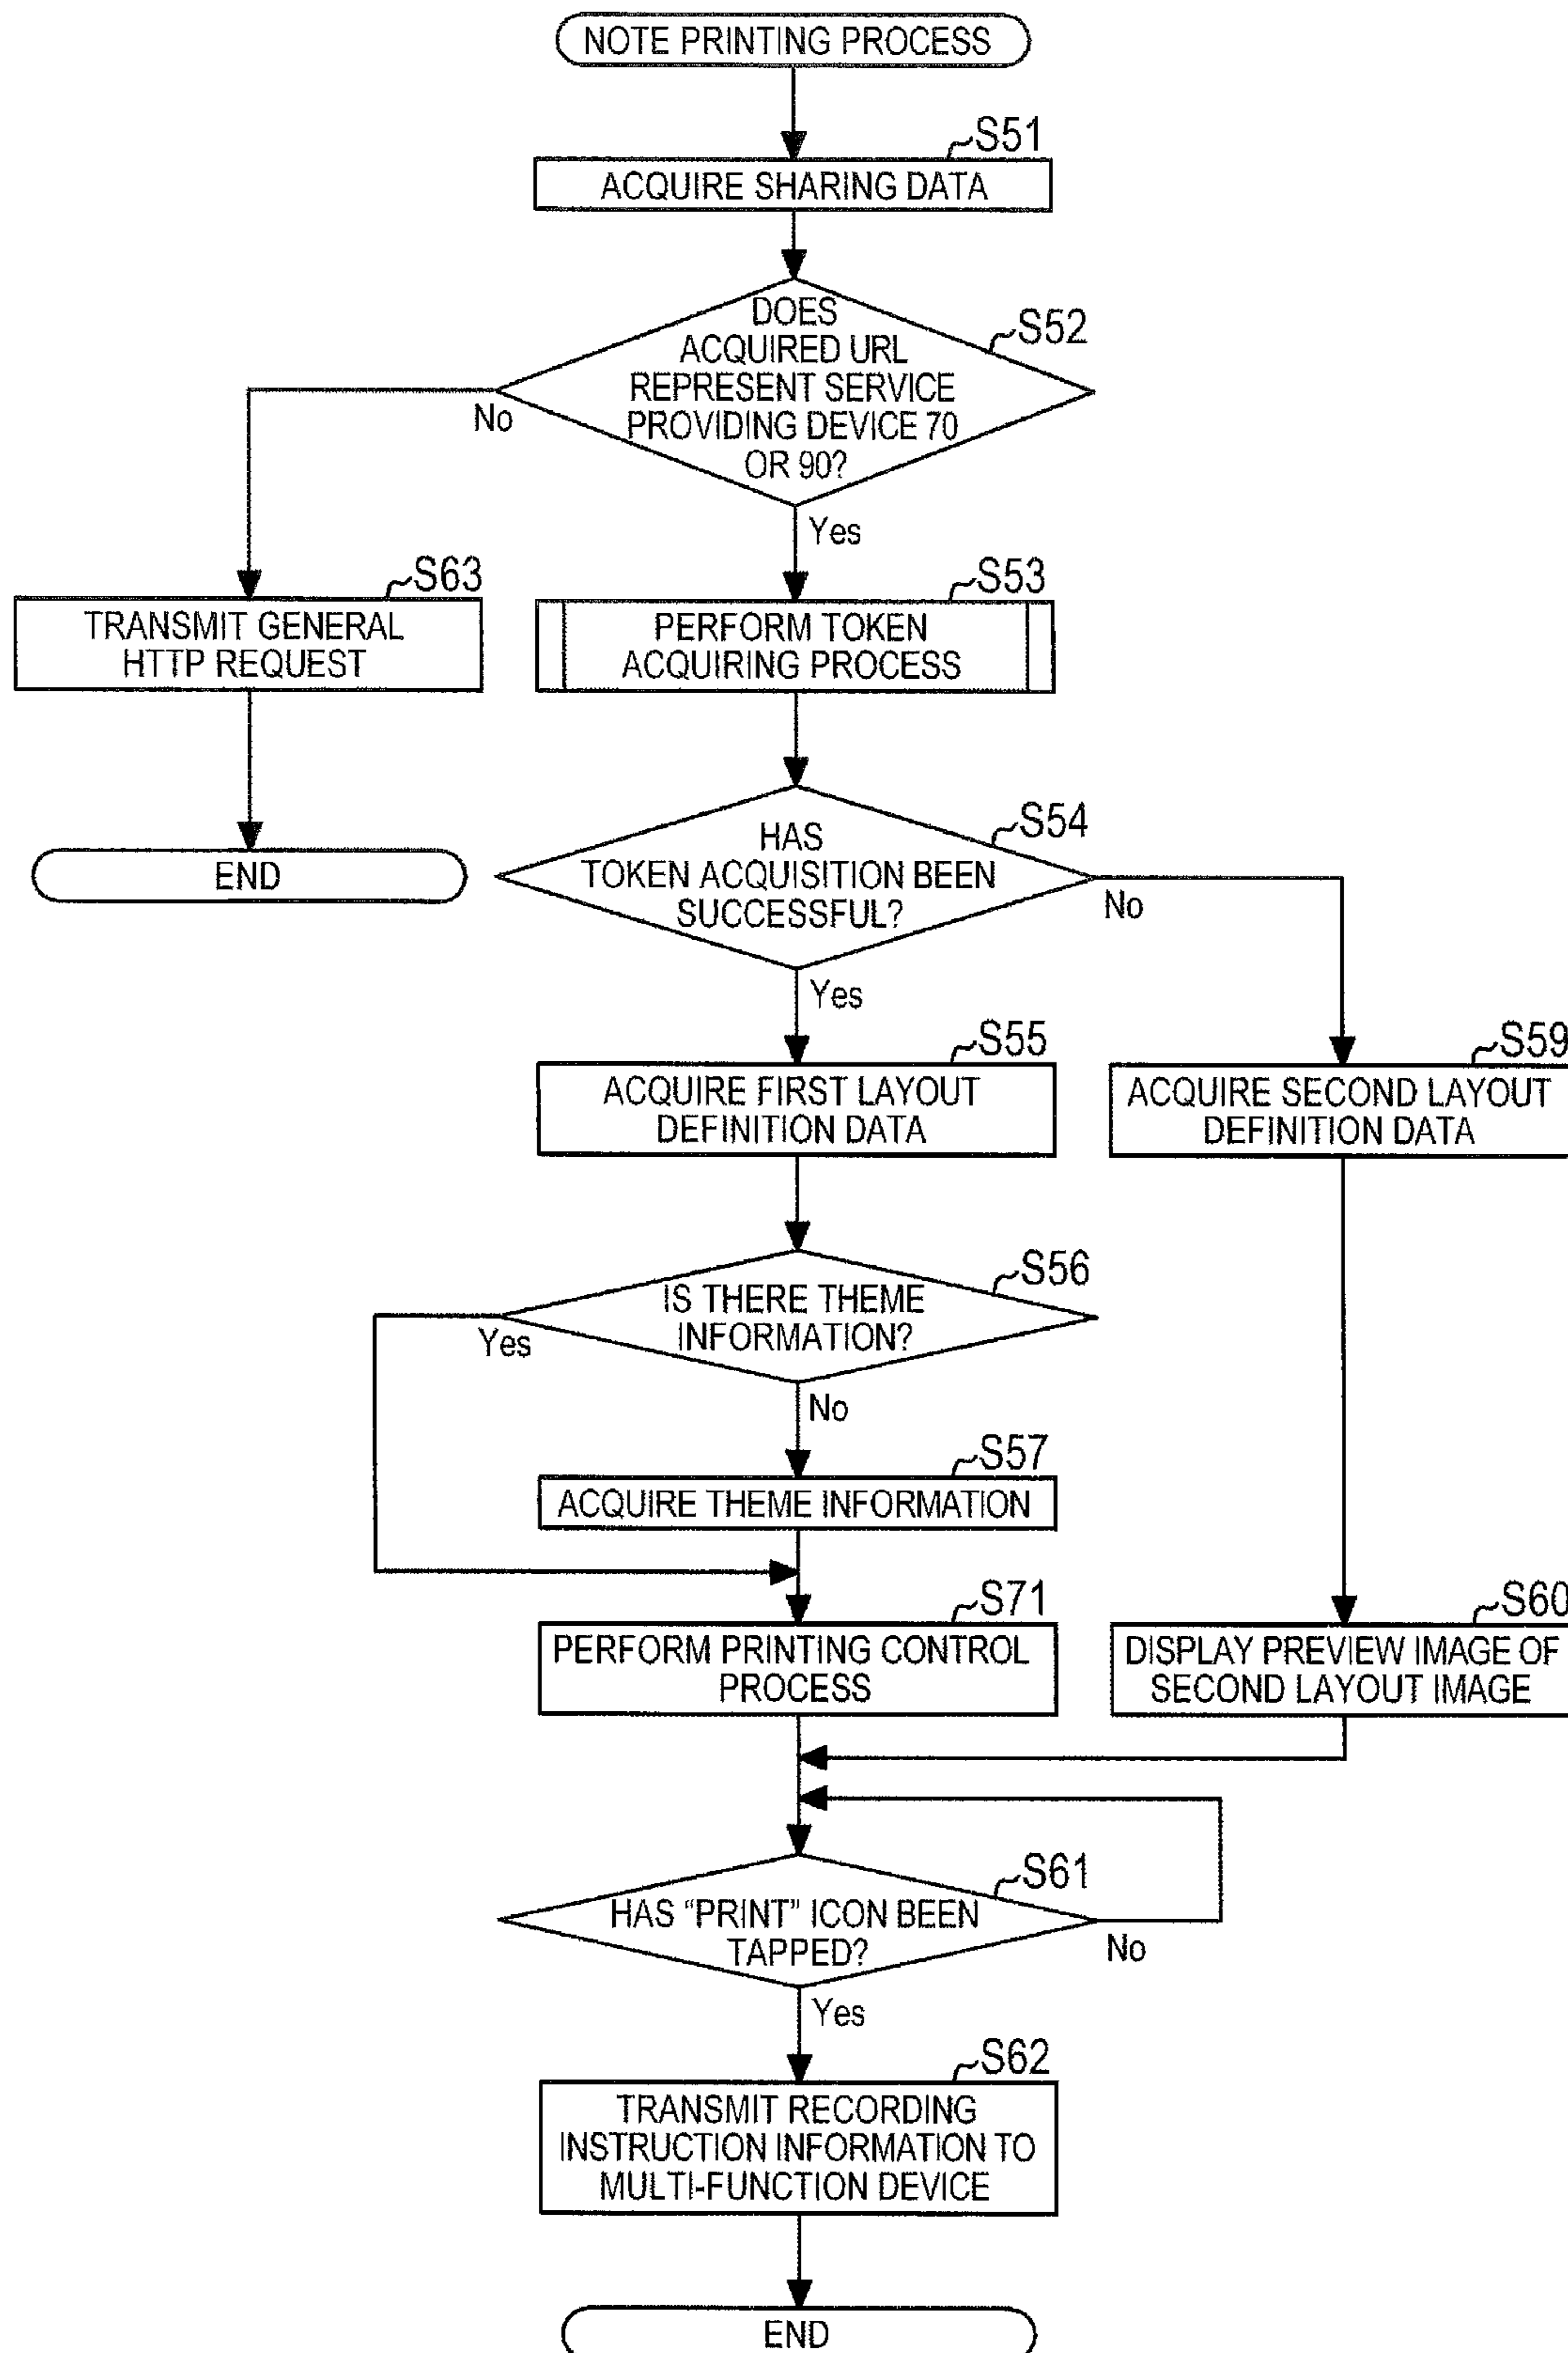 NOTE PRINTING PROCESS
S51
ACQUIRE SHARING DATA
S52
DOES
ACQUIRED URL
REPRESENT SERVICE
PROVIDING DEVICE 70
OR 90?
No
Yes
S63
TRANSMIT GENERAL
HTTP REQUEST
END
S53
PERFORM TOKEN
ACQUIRING PROCESS
S54
HAS
TOKEN ACQUISITION BEEN
SUCCESSFUL?
No
Yes
S55
ACQUIRE FIRST LAYOUT
DEFINITION DATA
S59
ACQUIRE SECOND LAYOUT
DEFINITION DATA
S56
IS THERE THEME
INFORMATION?
Yes
No
S57
ACQUIRE THEME INFORMATION
S71
PERFORM PRINTING CONTROL
PROCESS
S60
DISPLAY PREVIEW IMAGE OF
SECOND LAYOUT IMAGE
S61
HAS “PRINT” ICON BEEN
TAPPED?
No
Yes
S62
TRANSMIT RECORDING
INSTRUCTION INFORMATION TO
MULTI-FUNCTION DEVICE
END